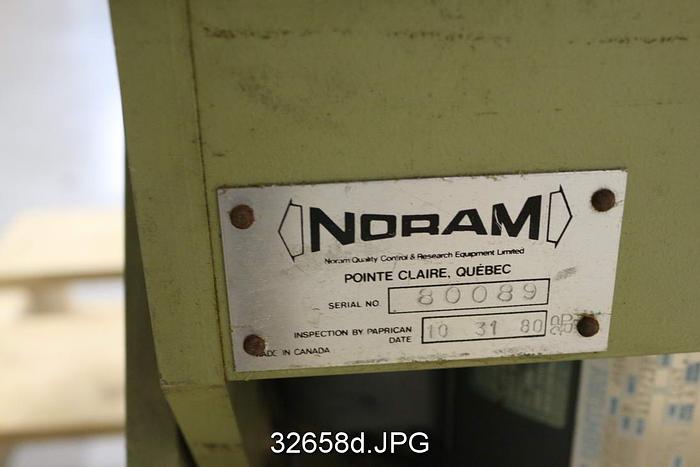 NORAM
Noram Quality Control & Research Equipment Limited
POINTE CLAIRE, QUÉBEC
SERIAL NO. 80089
INSPECTION BY PAPRICAN
DATE 10 31 80
MADE IN CANADA
32658d.JPG